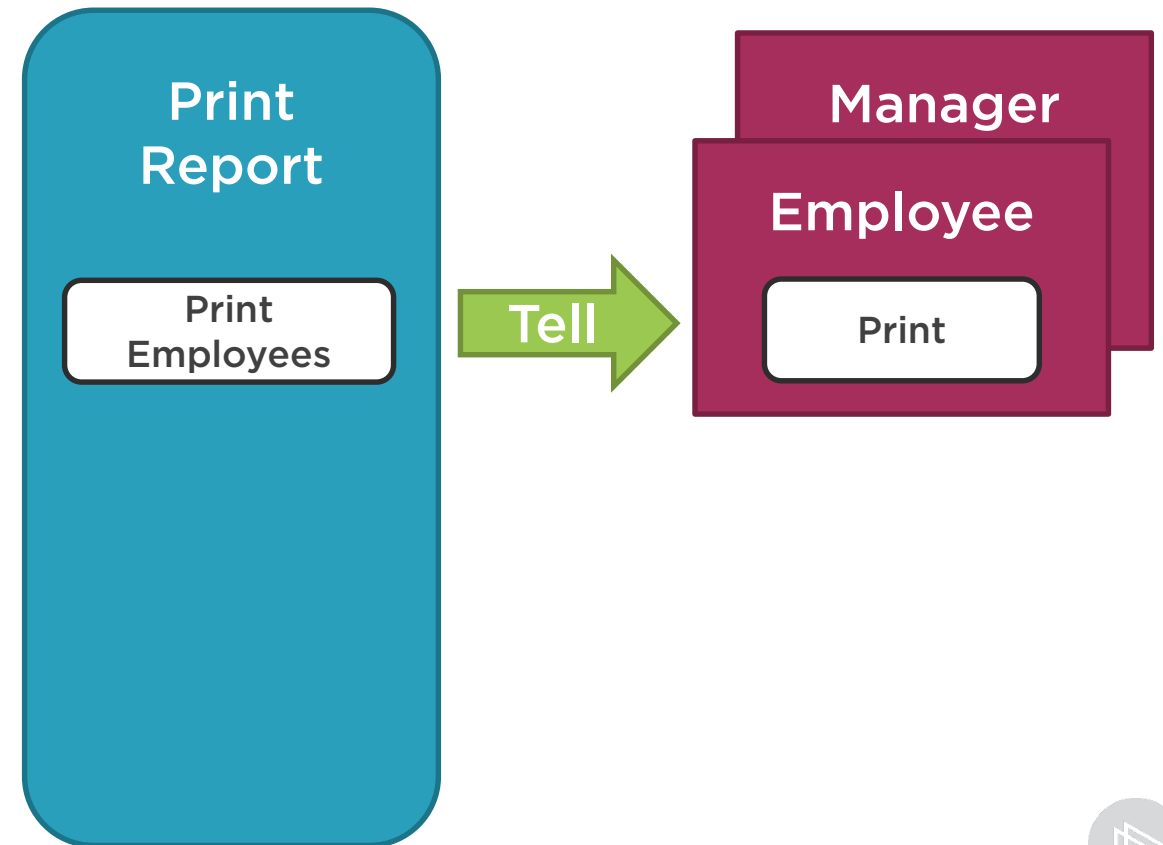 Print
Report
Print
Employees
Tell
Manager
Employee
Print